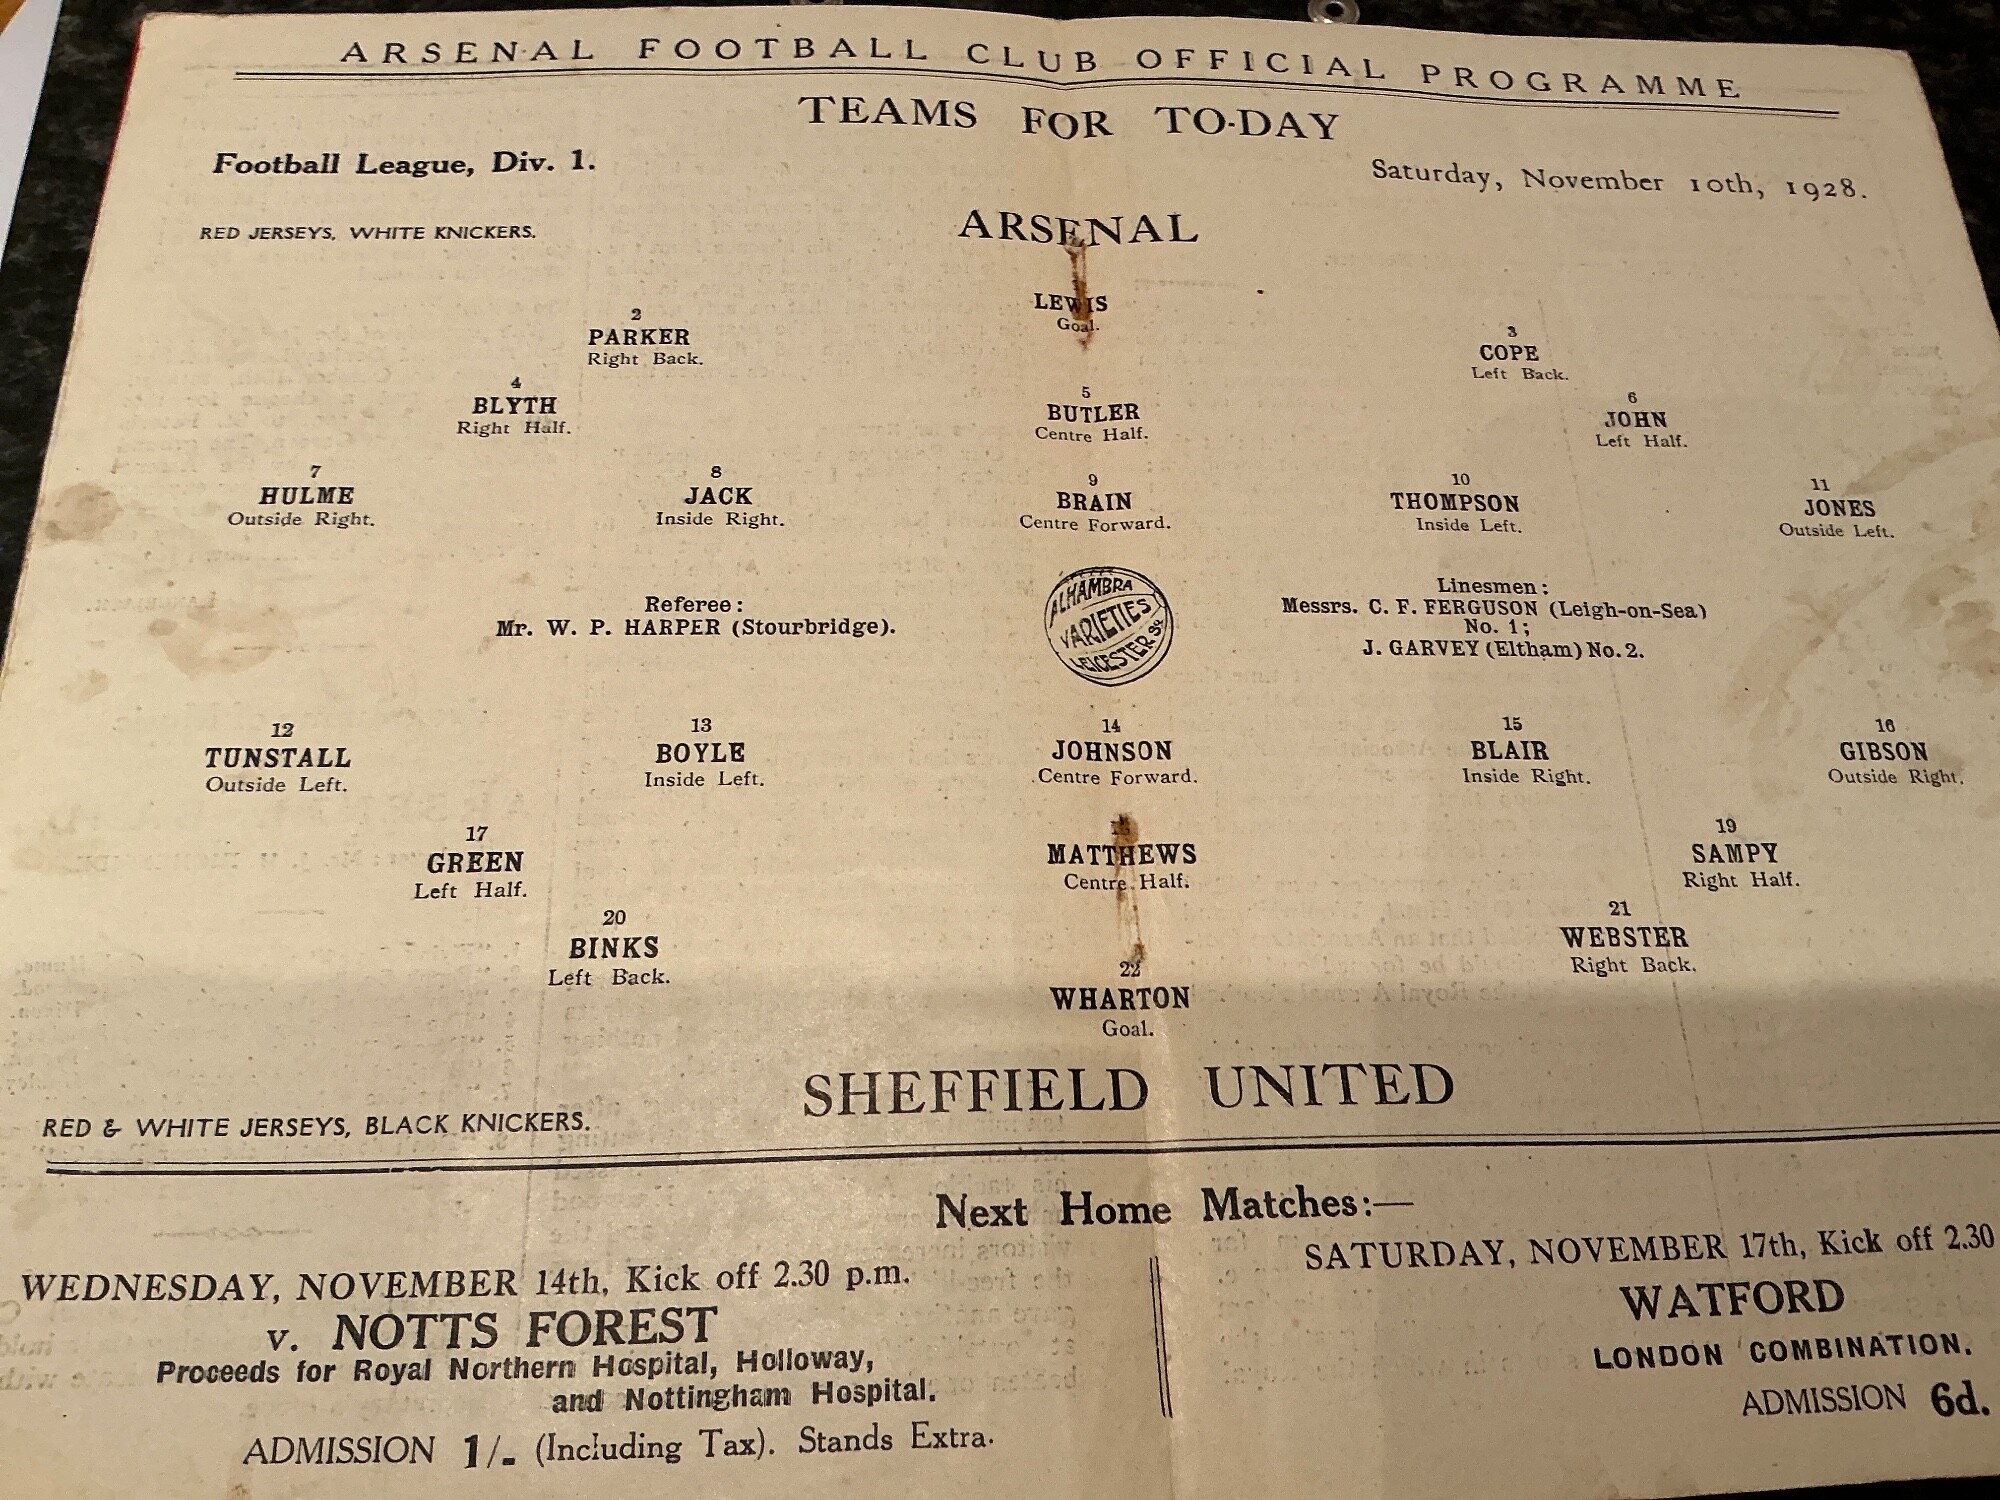 ARSENAL FOOTBALL CLUB OFFICIAL PROGRAMME
TEAMS FOR TO-DAY
Football League, Div. 1.
Saturday, November 10th, 1928.
RED JERSEYS, WHITE KNICKERS.
ARSENAL
LEWIS
Goal.
2
PARKER
Right Back.
3
COPE
Left Back.
4
BLYTH
Right Half.
5
BUTLER
Centre Half.
6
JOHN
Left Half.
7
HULME
Outside Right.
8
JACK
Inside Right.
9
BRAIN
Centre Forward.
10
THOMPSON
Inside Left.
11
JONES
Outside Left.
Referee:
Mr. W. P. HARPER (Stourbridge).
ALHAMBRA
VARIETIES
LEICESTER SQ
Linesmen:
Messrs. C. F. FERGUSON (Leigh-on-Sea)
No. 1;
J. GARVEY (Eltham) No. 2.
12
TUNSTALL
Outside Left.
13
BOYLE
Inside Left.
14
JOHNSON
Centre Forward.
15
BLAIR
Inside Right.
16
GIBSON
Outside Right.
17
GREEN
Left Half.
MATTHEWS
Centre Half.
19
SAMPY
Right Half.
20
BINKS
Left Back.
21
WEBSTER
Right Back.
22
WHARTON
Goal.
SHEFFIELD UNITED
RED & WHITE JERSEYS, BLACK KNICKERS.
Next Home Matches:—
WEDNESDAY, NOVEMBER 14th, Kick off 2.30 p.m.
v. NOTTS FOREST
Proceeds for Royal Northern Hospital, Holloway,
and Nottingham Hospital.
ADMISSION 1/- (Including Tax). Stands Extra.
SATURDAY, NOVEMBER 17th, Kick off 2.30
WATFORD
LONDON COMBINATION.
ADMISSION 6d.